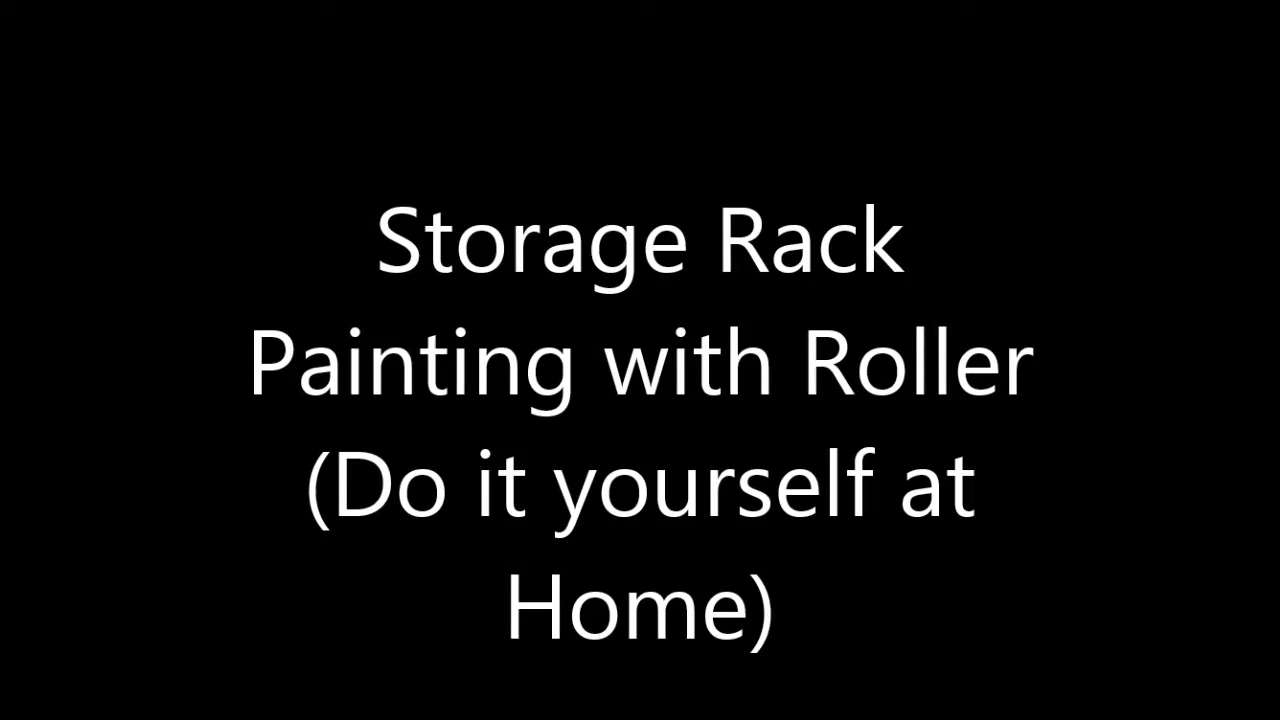 Storage Rack
Painting with Roller
(Do it yourself at
Home)